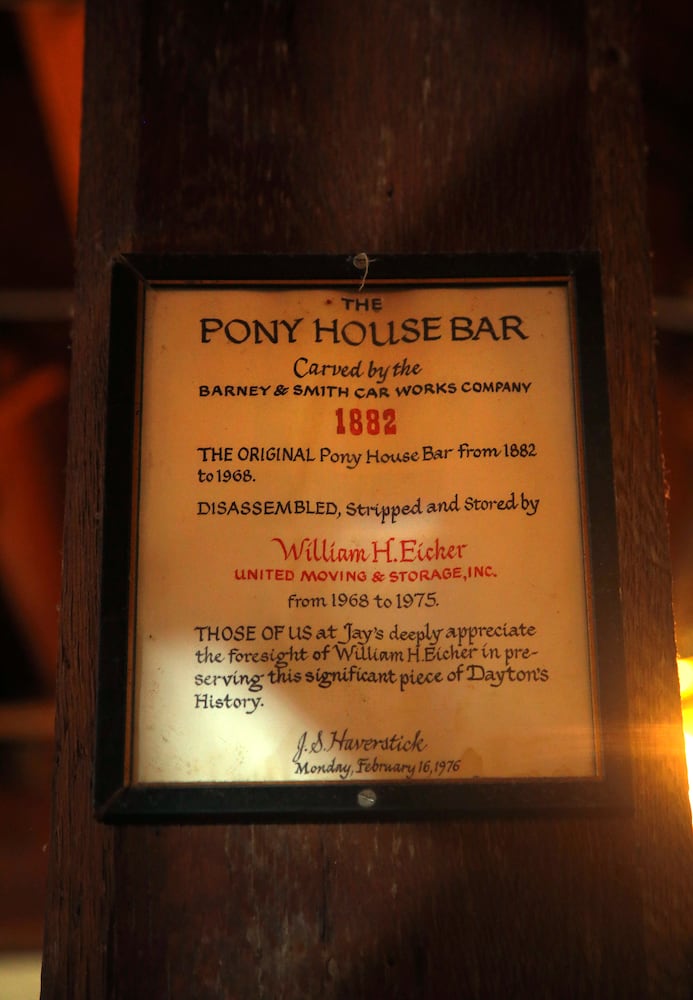 THE
PONY HOUSE BAR
Carved by the
BARNEY & SMITH CAR WORKS COMPANY
1882
THE ORIGINAL Pony House Bar from 1882
to 1968.
DISASSEMBLED, Stripped and Stored by
William H. Eicher
UNITED MOVING & STORAGE, INC.
from 1968 to 1975.
THOSE OF US at Jay's deeply appreciate
the foresight of William H. Eicher in pre-
serving this significant piece of Dayton's
History.
J. S. Haverstick
Monday, February 16, 1976